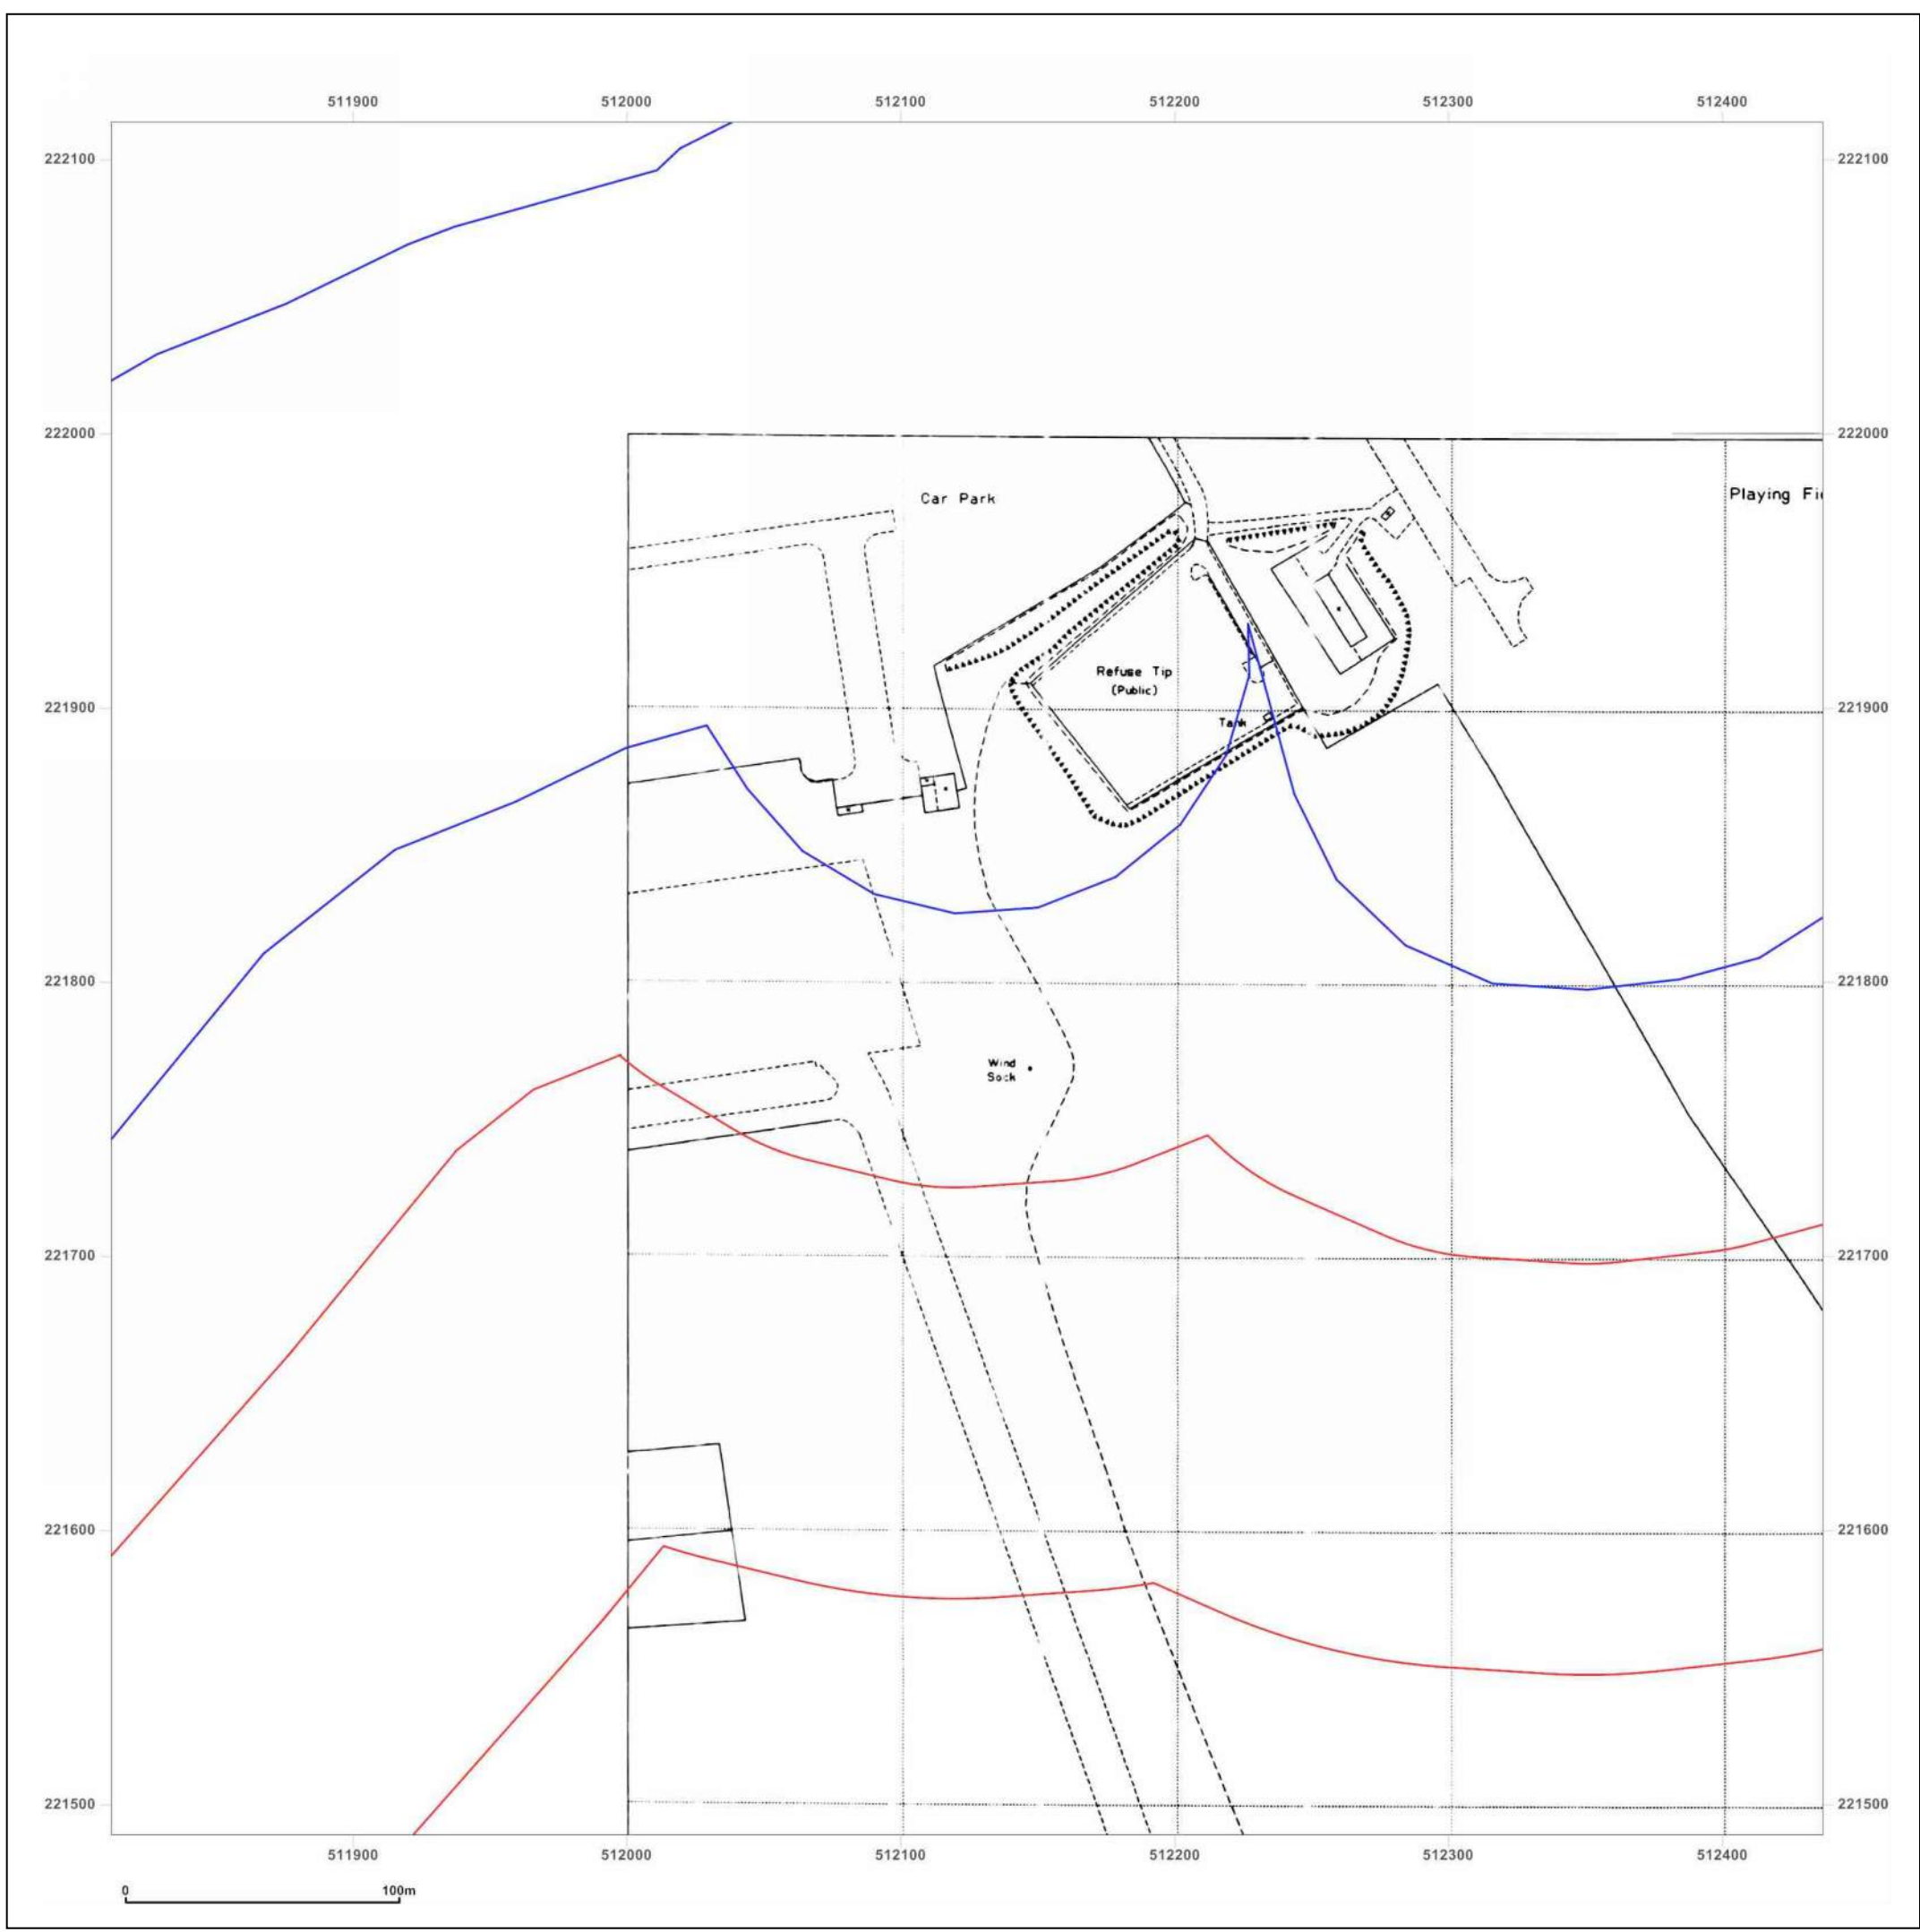 511900 512000 512100 512200 512300 512400
222100 222100
222000 222000
Car Park
Playing Fi
Refuse Tip
(Public)
221900 221900
Tank
221800 221800
Wind
Sock
221700 221700
221600 221600
221500 221500
511900 512000 512100 512200 512300 512400
0 100m